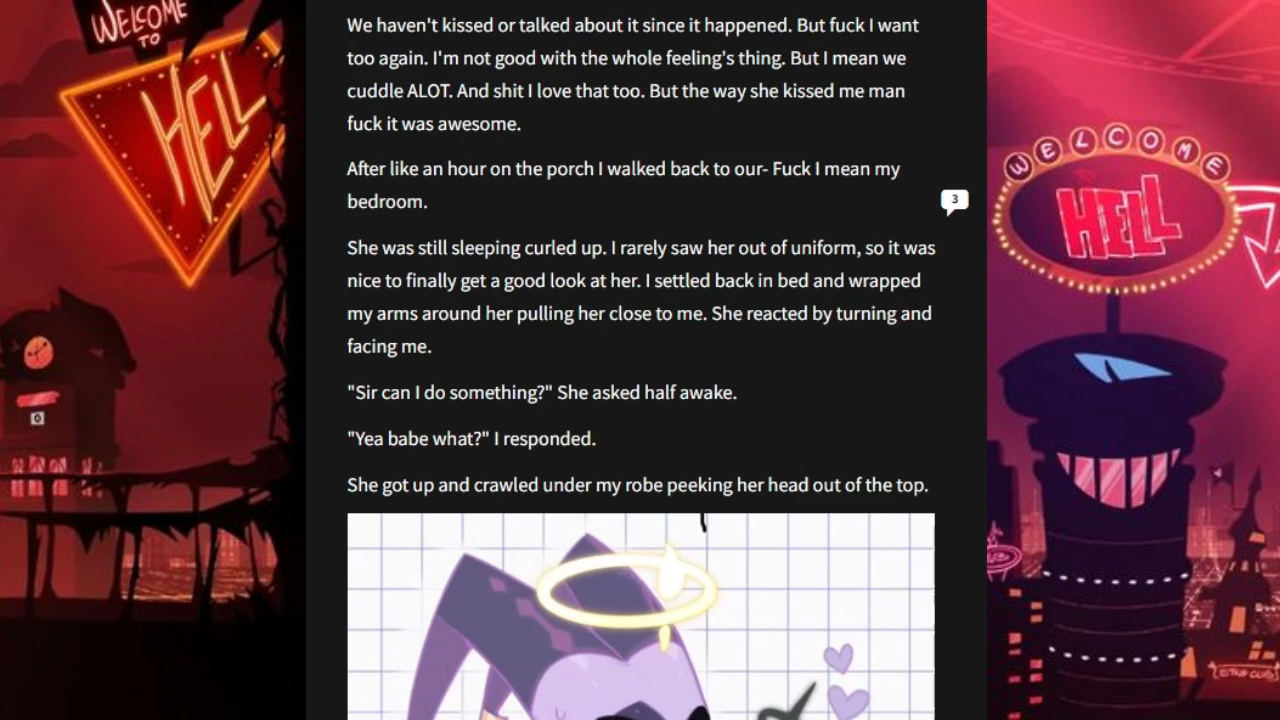 WELCOME
TO
HELL
We haven't kissed or talked about it since it happened. But fuck I want
too again. I'm not good with the whole feeling's thing. But I mean we
cuddle ALOT. And shit I love that too. But the way she kissed me man
fuck it was awesome.
After like an hour on the porch I walked back to our- Fuck I mean my
bedroom.
3
She was still sleeping curled up. I rarely saw her out of uniform, so it was
nice to finally get a good look at her. I settled back in bed and wrapped
my arms around her pulling her close to me. She reacted by turning and
facing me.
"Sir can I do something?" She asked half awake.
"Yea babe what?" I responded.
She got up and crawled under my robe peeking her head out of the top.
WELCOME
HELL